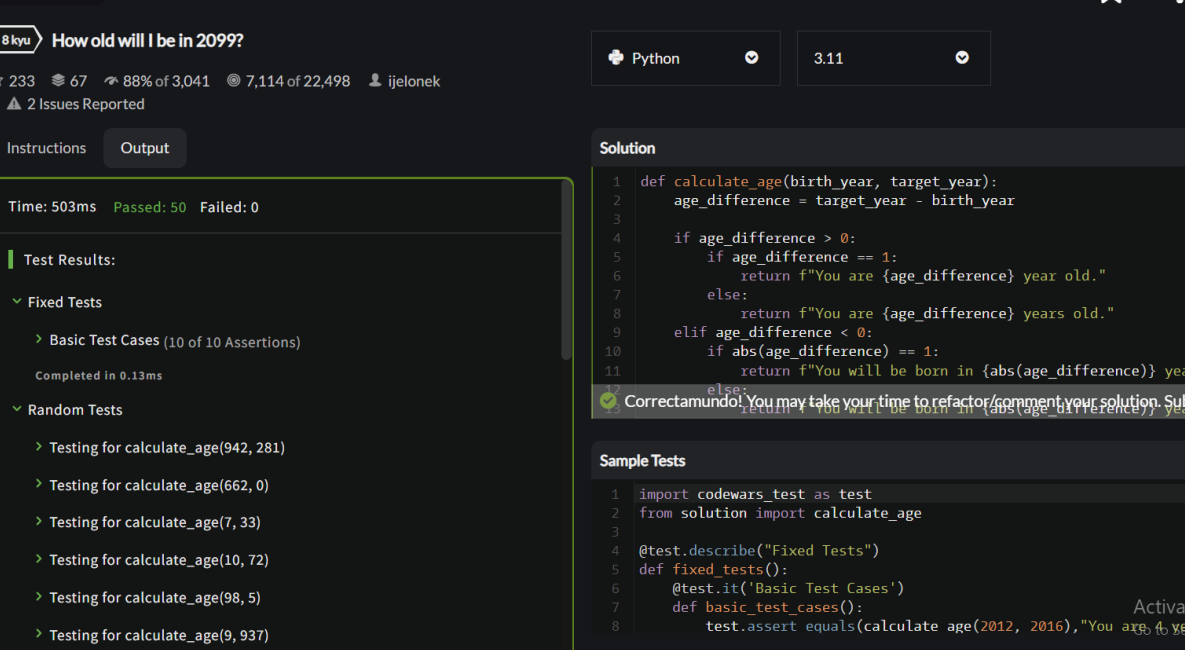 8 kyu How old will I be in 2099?
233 67 88% of 3,041 7,114 of 22,498 ijelonek
2 Issues Reported
Instructions Output
Time: 503ms Passed: 50 Failed: 0
Test Results:
Fixed Tests
Basic Test Cases (10 of 10 Assertions)
Completed in 0.13ms
Random Tests
Testing for calculate_age(942, 281)
Testing for calculate_age(662, 0)
Testing for calculate_age(7, 33)
Testing for calculate_age(10, 72)
Testing for calculate_age(98, 5)
Testing for calculate_age(9, 937)
Python 3.11
Solution
1 def calculate_age(birth_year, target_year):
2 age_difference = target_year - birth_year
3
4 if age_difference > 0:
5 if age_difference == 1:
6 return f"You are {age_difference} year old."
7 else:
8 return f"You are {age_difference} years old."
9 elif age_difference < 0:
10 if abs(age_difference) == 1:
11 return f"You will be born in {abs(age_difference)} yea
12 else:
13 return f"You will be born in {abs(age_difference)} yea
Correctamundo! You may take your time to refactor/comment your solution. Su
Sample Tests
1 import codewars_test as test
2 from solution import calculate_age
3
4 @test.describe("Fixed Tests")
5 def fixed_tests():
6 @test.it('Basic Test Cases')
7 def basic_test_cases():
8 test.assert_equals(calculate_age(2012, 2016),"You are 4 ye
Activa
Go to Se